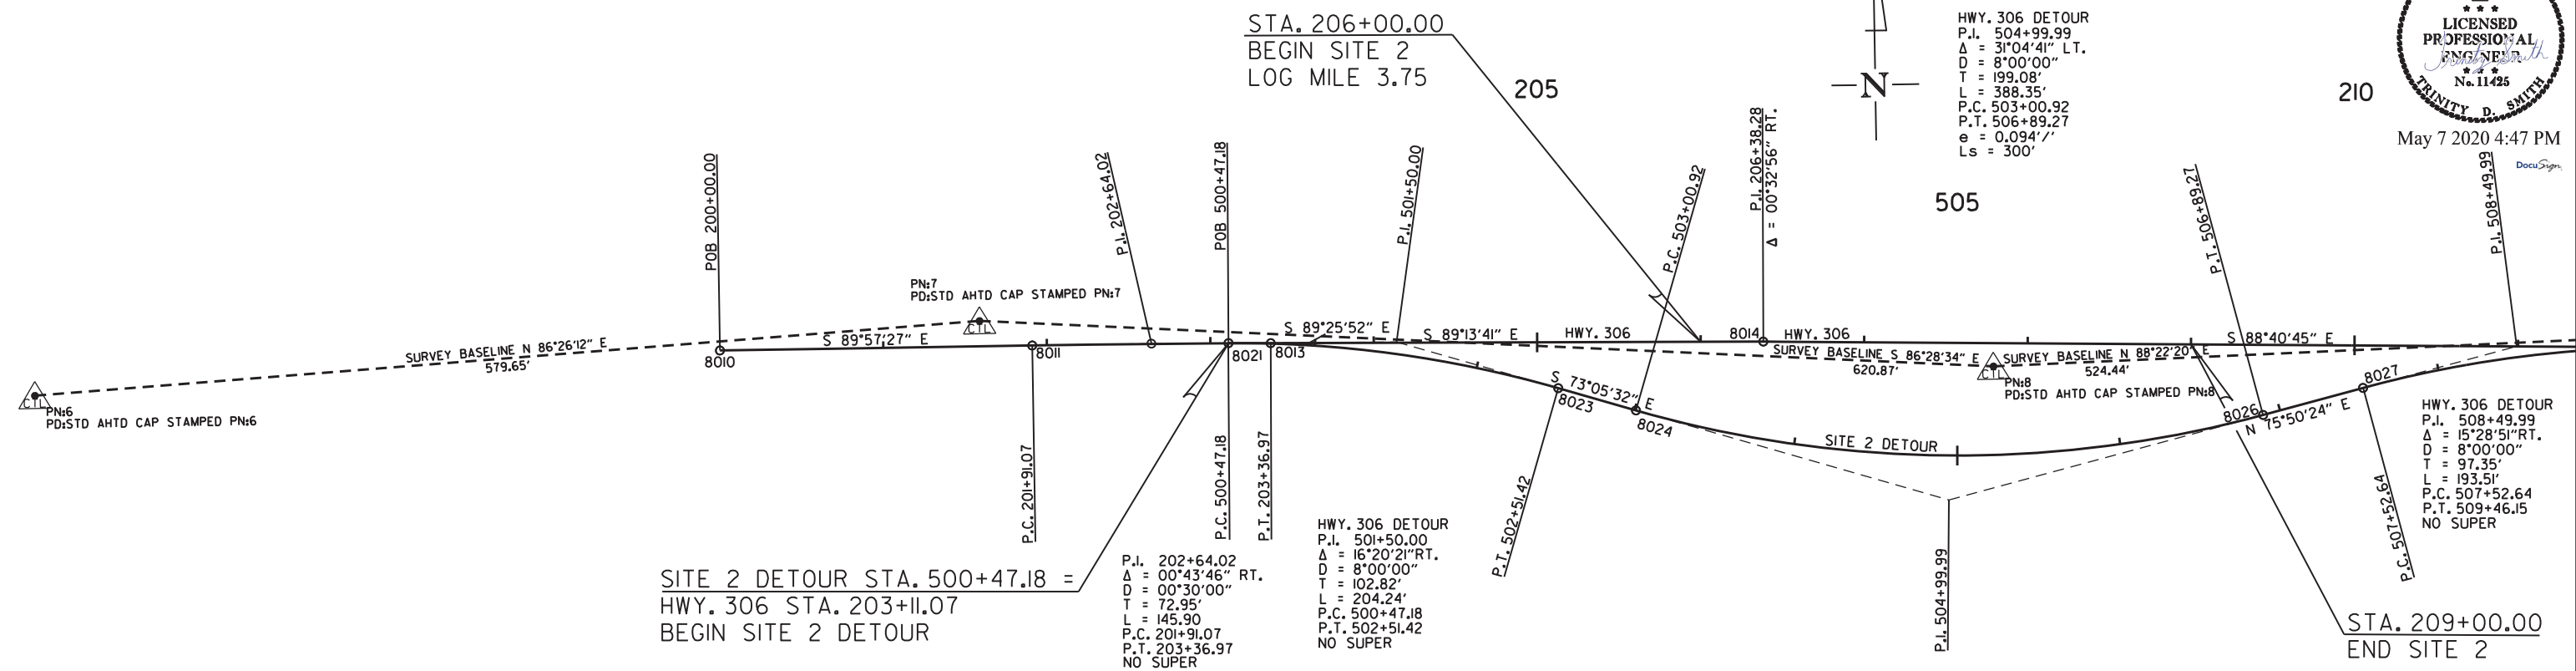 STA. 206+00.00
BEGIN SITE 2
LOG MILE 3.75
205
N
HWY. 306 DETOUR
P.I. 504+99.99
Δ = 31°04'41" LT.
D = 8°00'00"
T = 199.08'
L = 388.35'
P.C. 503+00.92
P.T. 506+89.27
e = 0.094'/'
Ls = 300'
505
210
* * *
LICENSED
PROFESSIONAL
ENGINEER
* * *
No. 11425
TRINITY D. SMITH
May 7 2020 4:47 PM
DocuSign
POB 200+00.00
P.I. 202+64.02
POB 500+47.18
P.I. 501+50.00
P.C. 503+00.92
P.I. 206+38.28
Δ = 00°32'56" RT.
P.T. 506+89.27
P.I. 508+49.99
PN:7
PD:STD AHTD CAP STAMPED PN:7
CTL
SURVEY BASELINE N 86°26'12" E
579.65'
CTL
PN:6
PD:STD AHTD CAP STAMPED PN:6
8010
S 89°57'27" E
8011
8021
8013
S 89°25'52" E
S 89°13'41" E
HWY. 306
8014
HWY. 306
SURVEY BASELINE S 86°28'34" E
620.87'
CTL
PN:8
PD:STD AHTD CAP STAMPED PN:8
SURVEY BASELINE N 88°22'20" E
524.44'
S 88°40'45" E
S 73°05'32" E
8023
8024
SITE 2 DETOUR
8026
N 75°50'24" E
8027
P.C. 201+91.07
P.C. 500+47.18
P.T. 203+36.97
P.T. 502+51.42
P.I. 504+99.99
P.C. 507+52.64
SITE 2 DETOUR STA. 500+47.18 =
HWY. 306 STA. 203+11.07
BEGIN SITE 2 DETOUR
P.I. 202+64.02
Δ = 00°43'46" RT.
D = 00°30'00"
T = 72.95'
L = 145.90
P.C. 201+91.07
P.T. 203+36.97
NO SUPER
HWY. 306 DETOUR
P.I. 501+50.00
Δ = 16°20'21"RT.
D = 8°00'00"
T = 102.82'
L = 204.24'
P.C. 500+47.18
P.T. 502+51.42
NO SUPER
HWY. 306 DETOUR
P.I. 508+49.99
Δ = 15°28'51"RT.
D = 8°00'00"
T = 97.35'
L = 193.51'
P.C. 507+52.64
P.T. 509+46.15
NO SUPER
STA. 209+00.00
END SITE 2